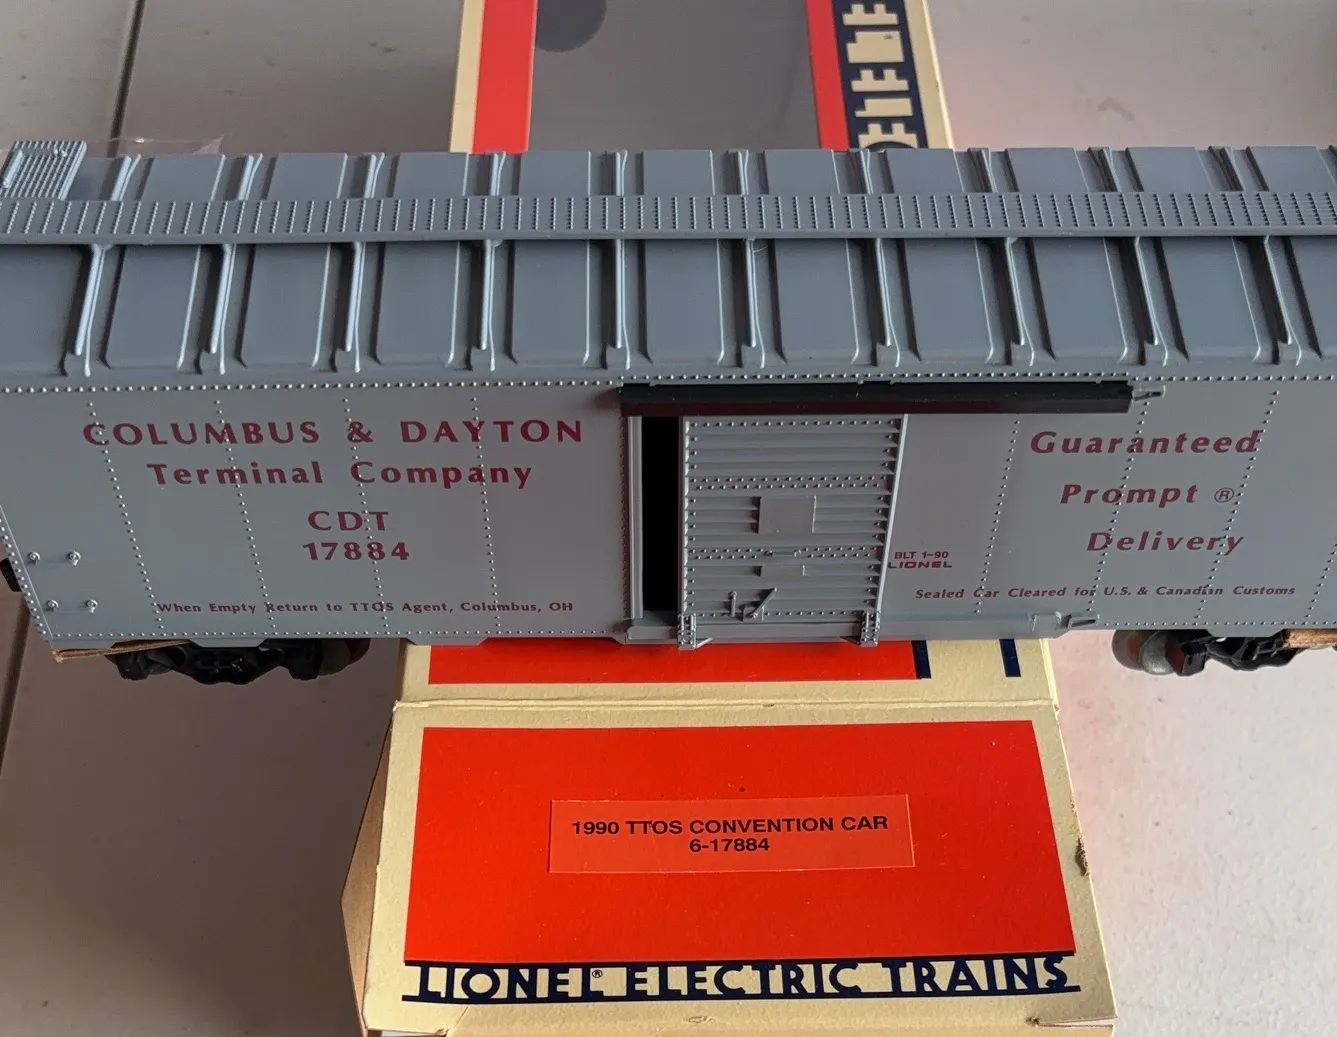 COLUMBUS & DAYTON
Terminal Company
CDT
17884
When Empty Return to TTOS Agent, Columbus, OH
BLT 1-90
LIONEL
Guaranteed
Prompt ®
Delivery
Sealed Car Cleared for U.S. & Canadian Customs
1990 TTOS CONVENTION CAR
6-17884
LIONEL® ELECTRIC TRAINS